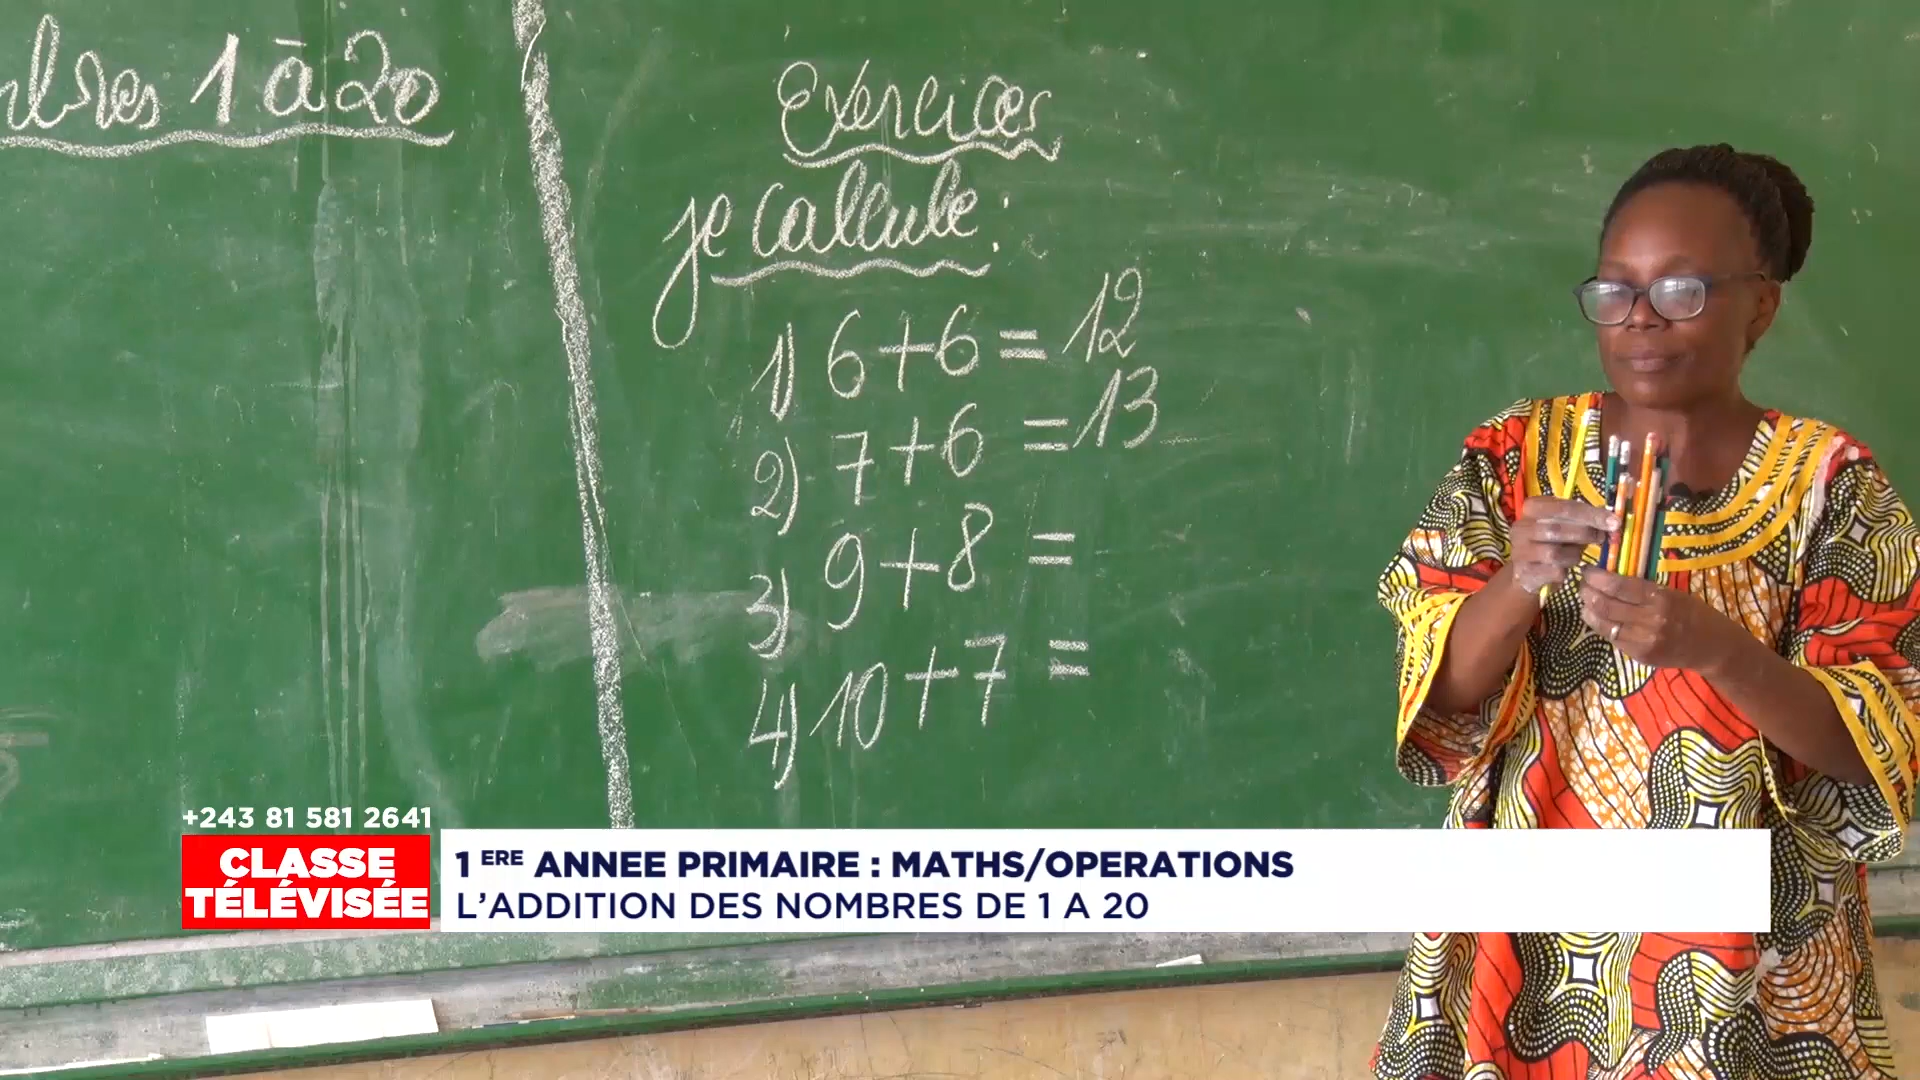 1 à 20
Exercices
je calcule :
1) 6+6 = 12
2) 7+6 = 13
3) 9+8 =
4) 10+7 =
+243 81 581 2641
CLASSE
TÉLÉVISÉE
1 ERE ANNEE PRIMAIRE : MATHS/OPERATIONS
L'ADDITION DES NOMBRES DE 1 A 20